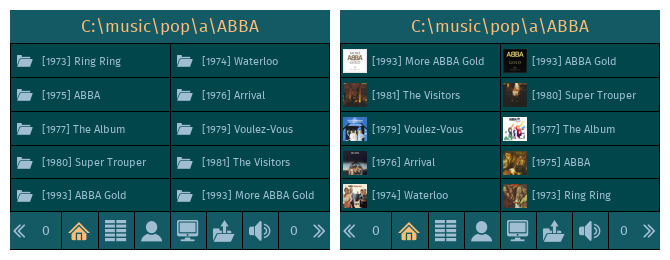 C:\music\pop\a\ABBA
[1973] Ring Ring
[1974] Waterloo
[1975] ABBA
[1976] Arrival
[1977] The Album
[1979] Voulez-Vous
[1980] Super Trouper
[1981] The Visitors
[1993] ABBA Gold
[1993] More ABBA Gold
0
0
C:\music\pop\a\ABBA
[1993] More ABBA Gold
[1993] ABBA Gold
[1981] The Visitors
[1980] Super Trouper
[1979] Voulez-Vous
[1977] The Album
[1976] Arrival
[1975] ABBA
[1974] Waterloo
[1973] Ring Ring
0
0